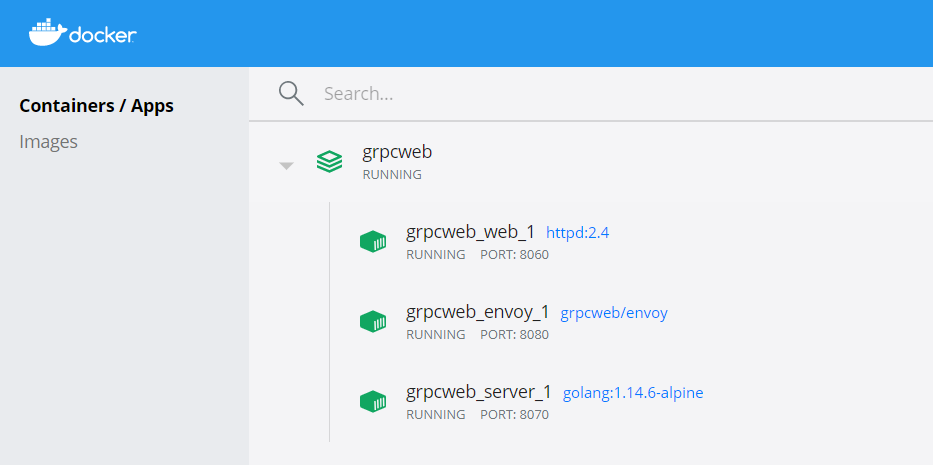 docker
Containers / Apps
Images
Search...
grpcweb
RUNNING
grpcweb_web_1 httpd:2.4
RUNNING PORT: 8060
grpcweb_envoy_1 grpcweb/envoy
RUNNING PORT: 8080
grpcweb_server_1 golang:1.14.6-alpine
RUNNING PORT: 8070